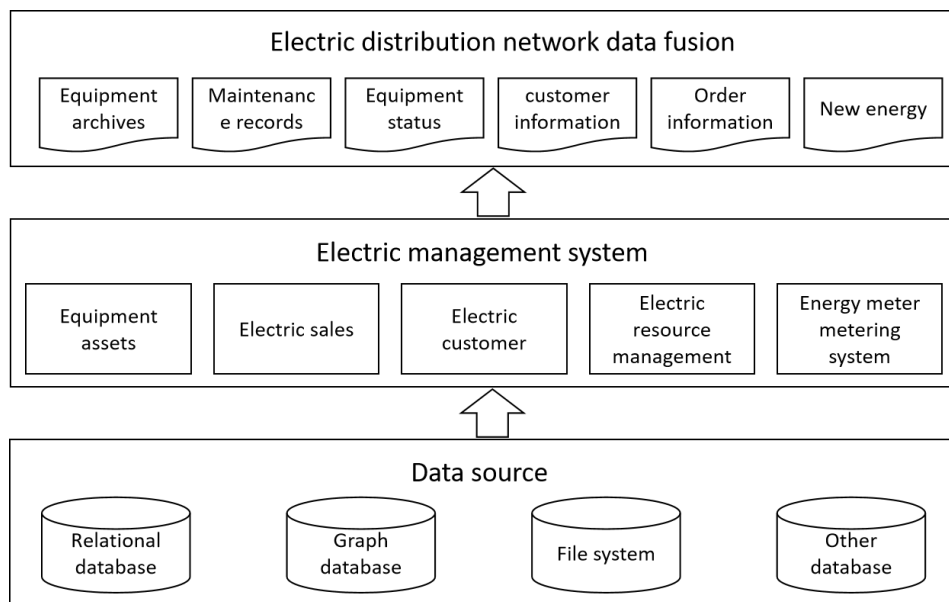 Electric distribution network data fusion
Equipment
archives
Maintenanc
e records
Equipment
status
customer
information
Order
information
New energy
Electric management system
Equipment
assets
Electric sales
Electric
customer
Electric
resource
management
Energy meter
metering
system
Data source
Relational
database
Graph
database
File system
Other
database